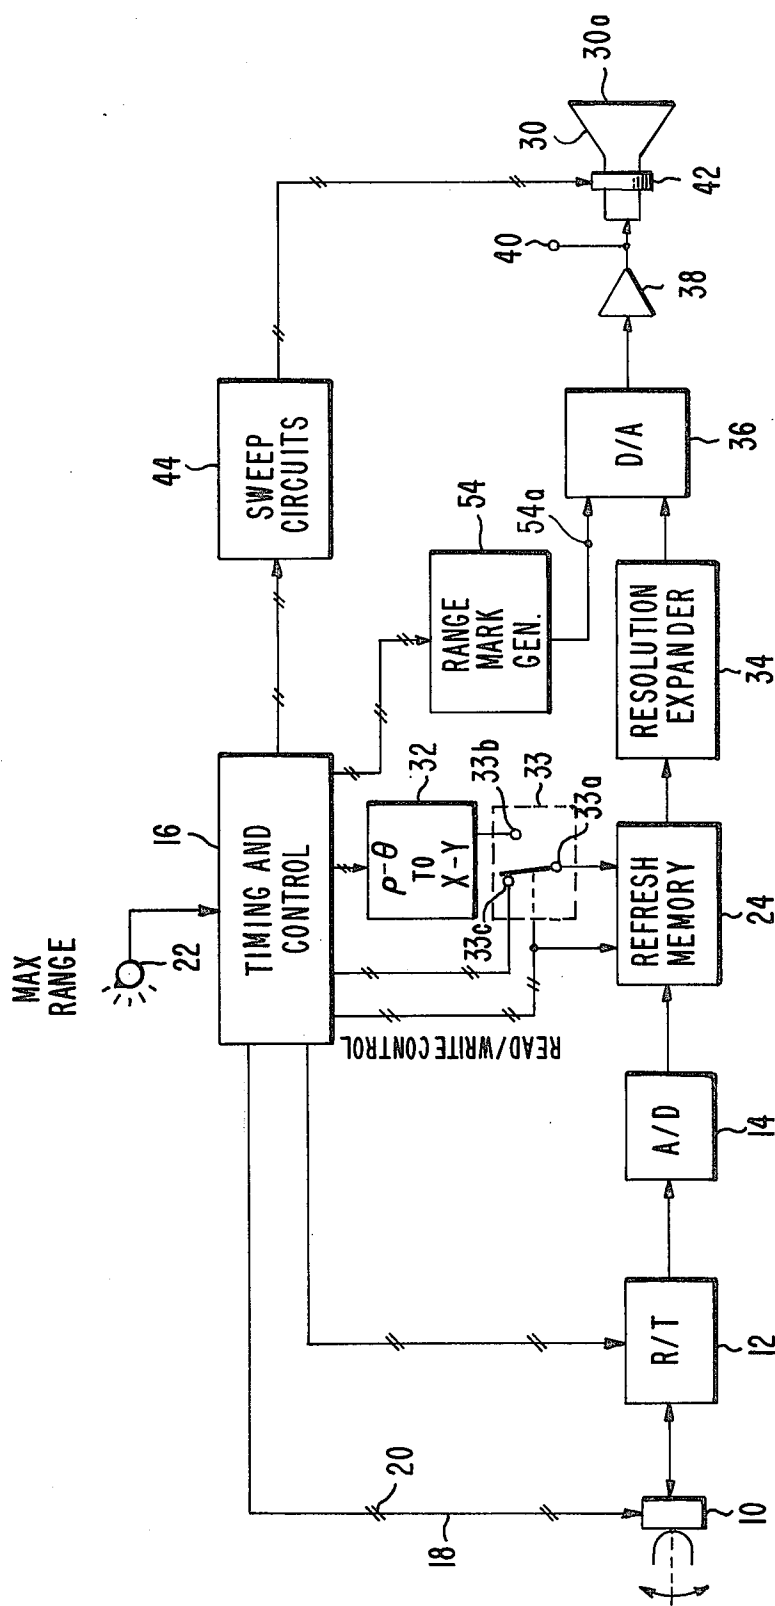 MAX
RANGE
22
16
TIMING AND
CONTROL
44
SWEEP
CIRCUITS
20
18
READ/WRITE CONTROL
ρ-θ
TO
X-Y
32
33b
33
33a
33c
RANGE
MARK
GEN.
54
54a
40
30
30a
42
38
10
R/T
12
A/D
14
REFRESH
MEMORY
24
RESOLUTION
EXPANDER
34
D/A
36